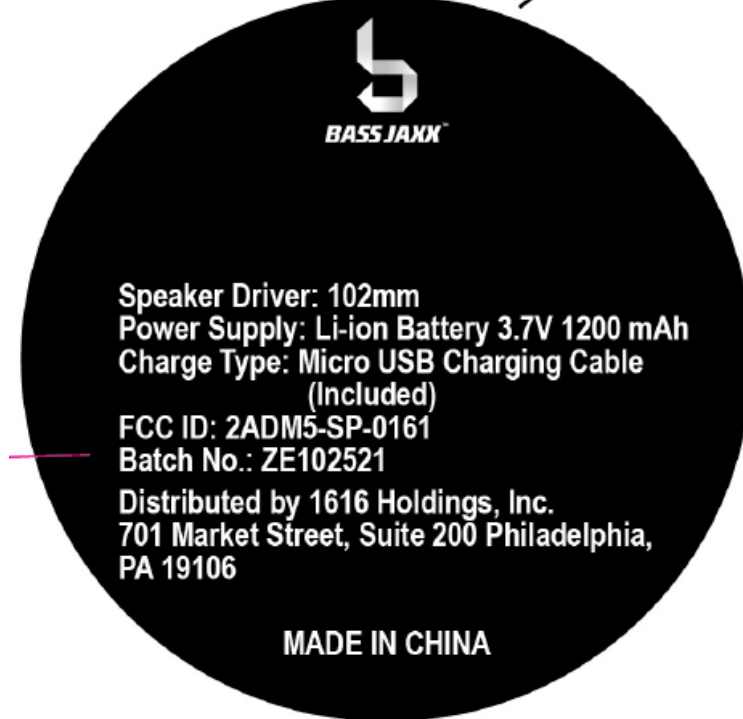 BASS JAXX™
Speaker Driver: 102mm
Power Supply: Li-ion Battery 3.7V 1200 mAh
Charge Type: Micro USB Charging Cable
(Included)
FCC ID: 2ADM5-SP-0161
Batch No.: ZE102521
Distributed by 1616 Holdings, Inc.
701 Market Street, Suite 200 Philadelphia,
PA 19106
MADE IN CHINA